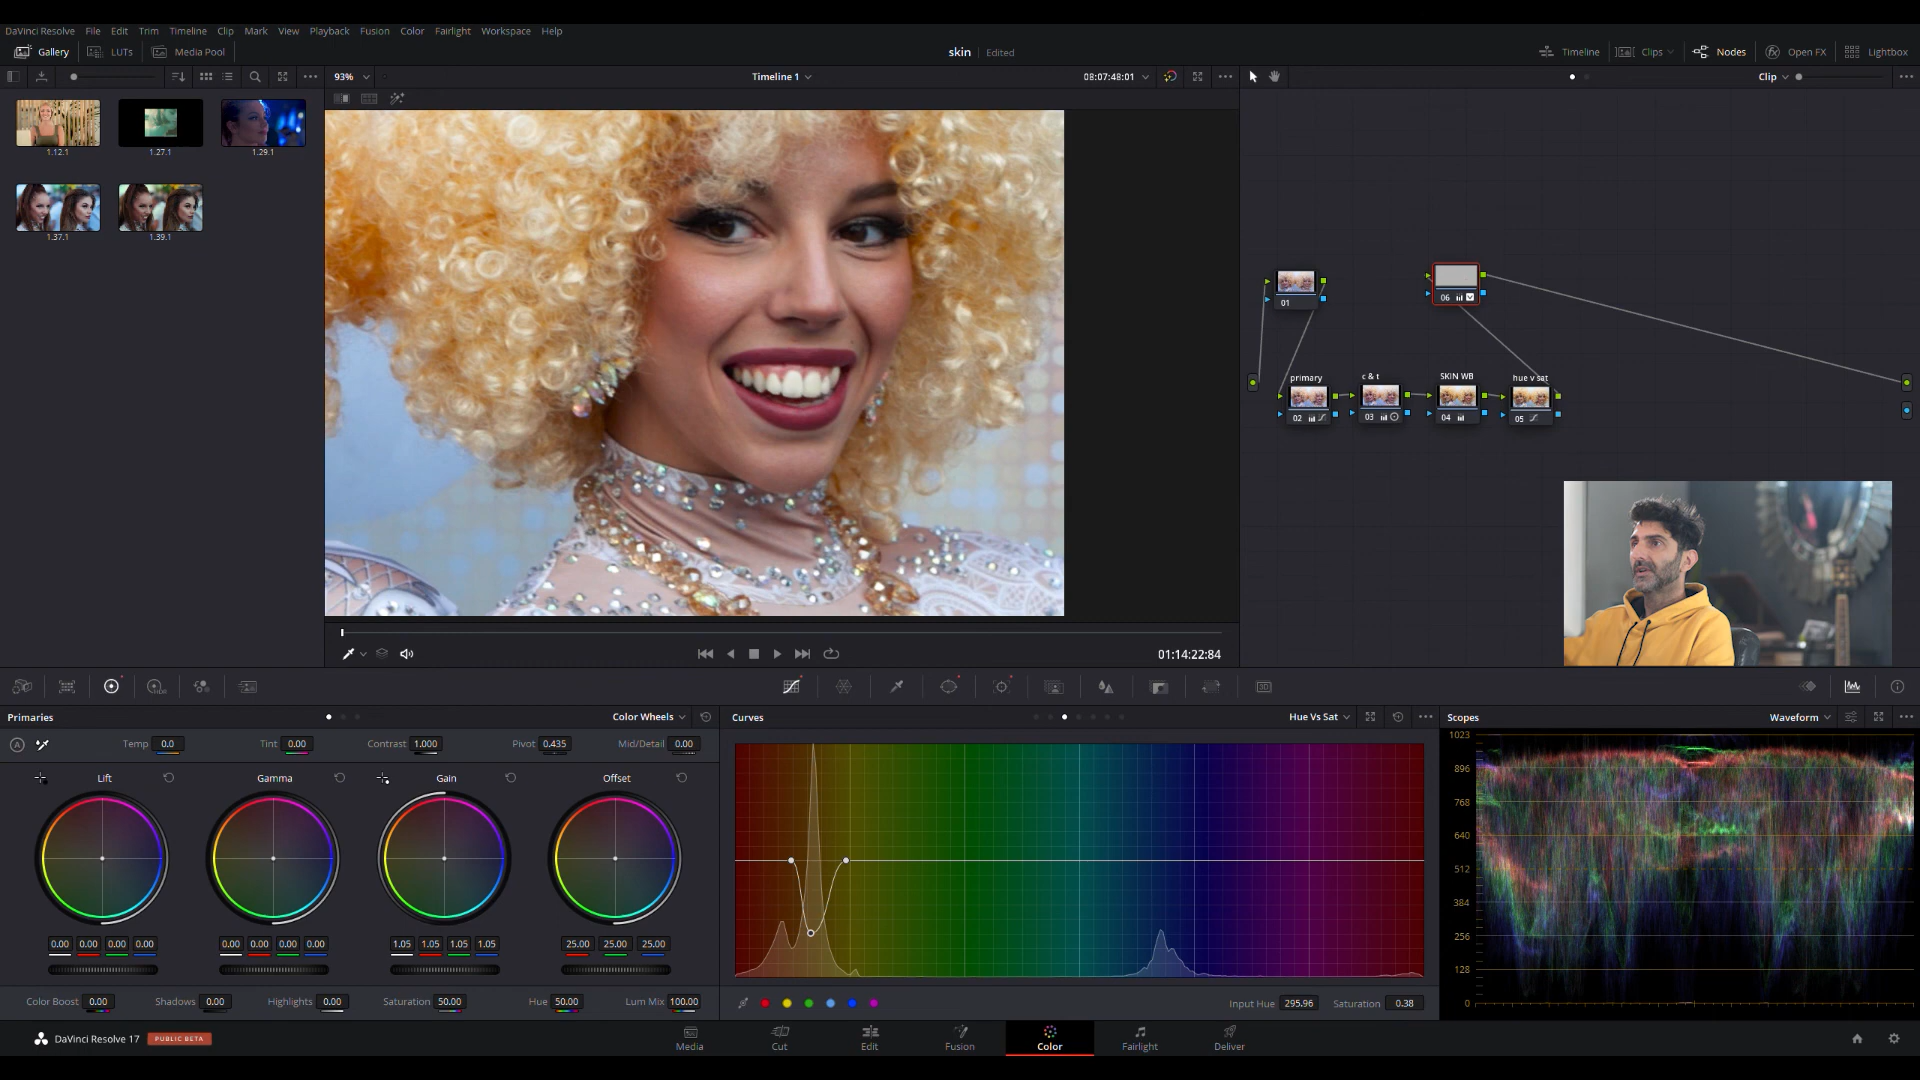 DaVinci Resolve File Edit Trim Timeline Clip Mark View Playback Fusion Color Fairlight Workspace Help
Gallery LUTs Media Pool skin Edited Timeline Clips Nodes Open FX Lightbox
93% Timeline 1 08:07:48:01 Clip
1.12.1 1.27.1 1.29.1
1.37.1 1.39.1
01 06
primary c & t SKIN WB hue v sat
02 03 04 05
01:14:22:84
HDR
3D
Primaries Color Wheels Curves Hue Vs Sat Scopes Waveform
A Temp 0.0 Tint 0.00 Contrast 1.000 Pivot 0.435 Mid/Detail 0.00
Lift Gamma Gain Offset
0.00 0.00 0.00 0.00 0.00 0.00 0.00 0.00 1.05 1.05 1.05 1.05 25.00 25.00 25.00
Color Boost 0.00 Shadows 0.00 Highlights 0.00 Saturation 50.00 Hue 50.00 Lum Mix 100.00
Input Hue 295.96 Saturation 0.38
1023
896
768
640
512
384
256
128
0
DaVinci Resolve 17 PUBLIC BETA
Media Cut Edit Fusion Color Fairlight Deliver